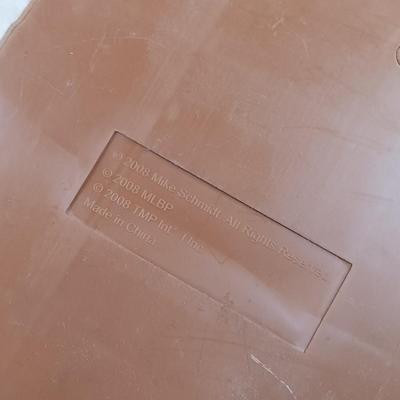 © 2008 Mike Schmidt. All Rights Reserved.
© 2008 MLBP
© 2008 TMP Int'l Inc.
Made in China